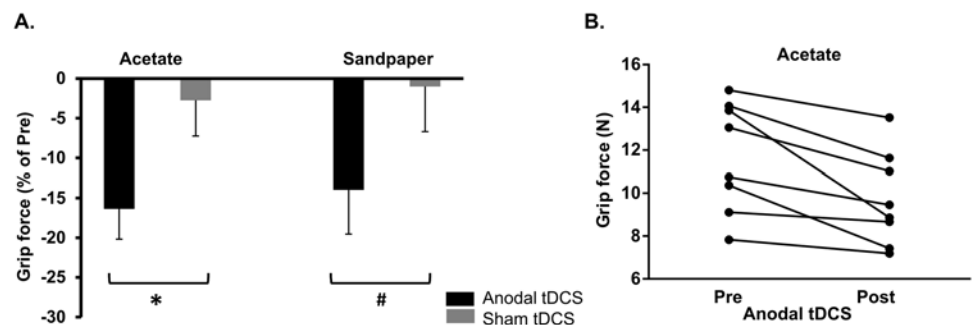 A.
Acetate
Sandpaper
Grip force (% of Pre)
0
-5
-10
-15
-20
-25
-30
*
#
Anodal tDCS
Sham tDCS
B.
Acetate
Grip force (N)
16
14
12
10
8
6
Pre
Post
Anodal tDCS